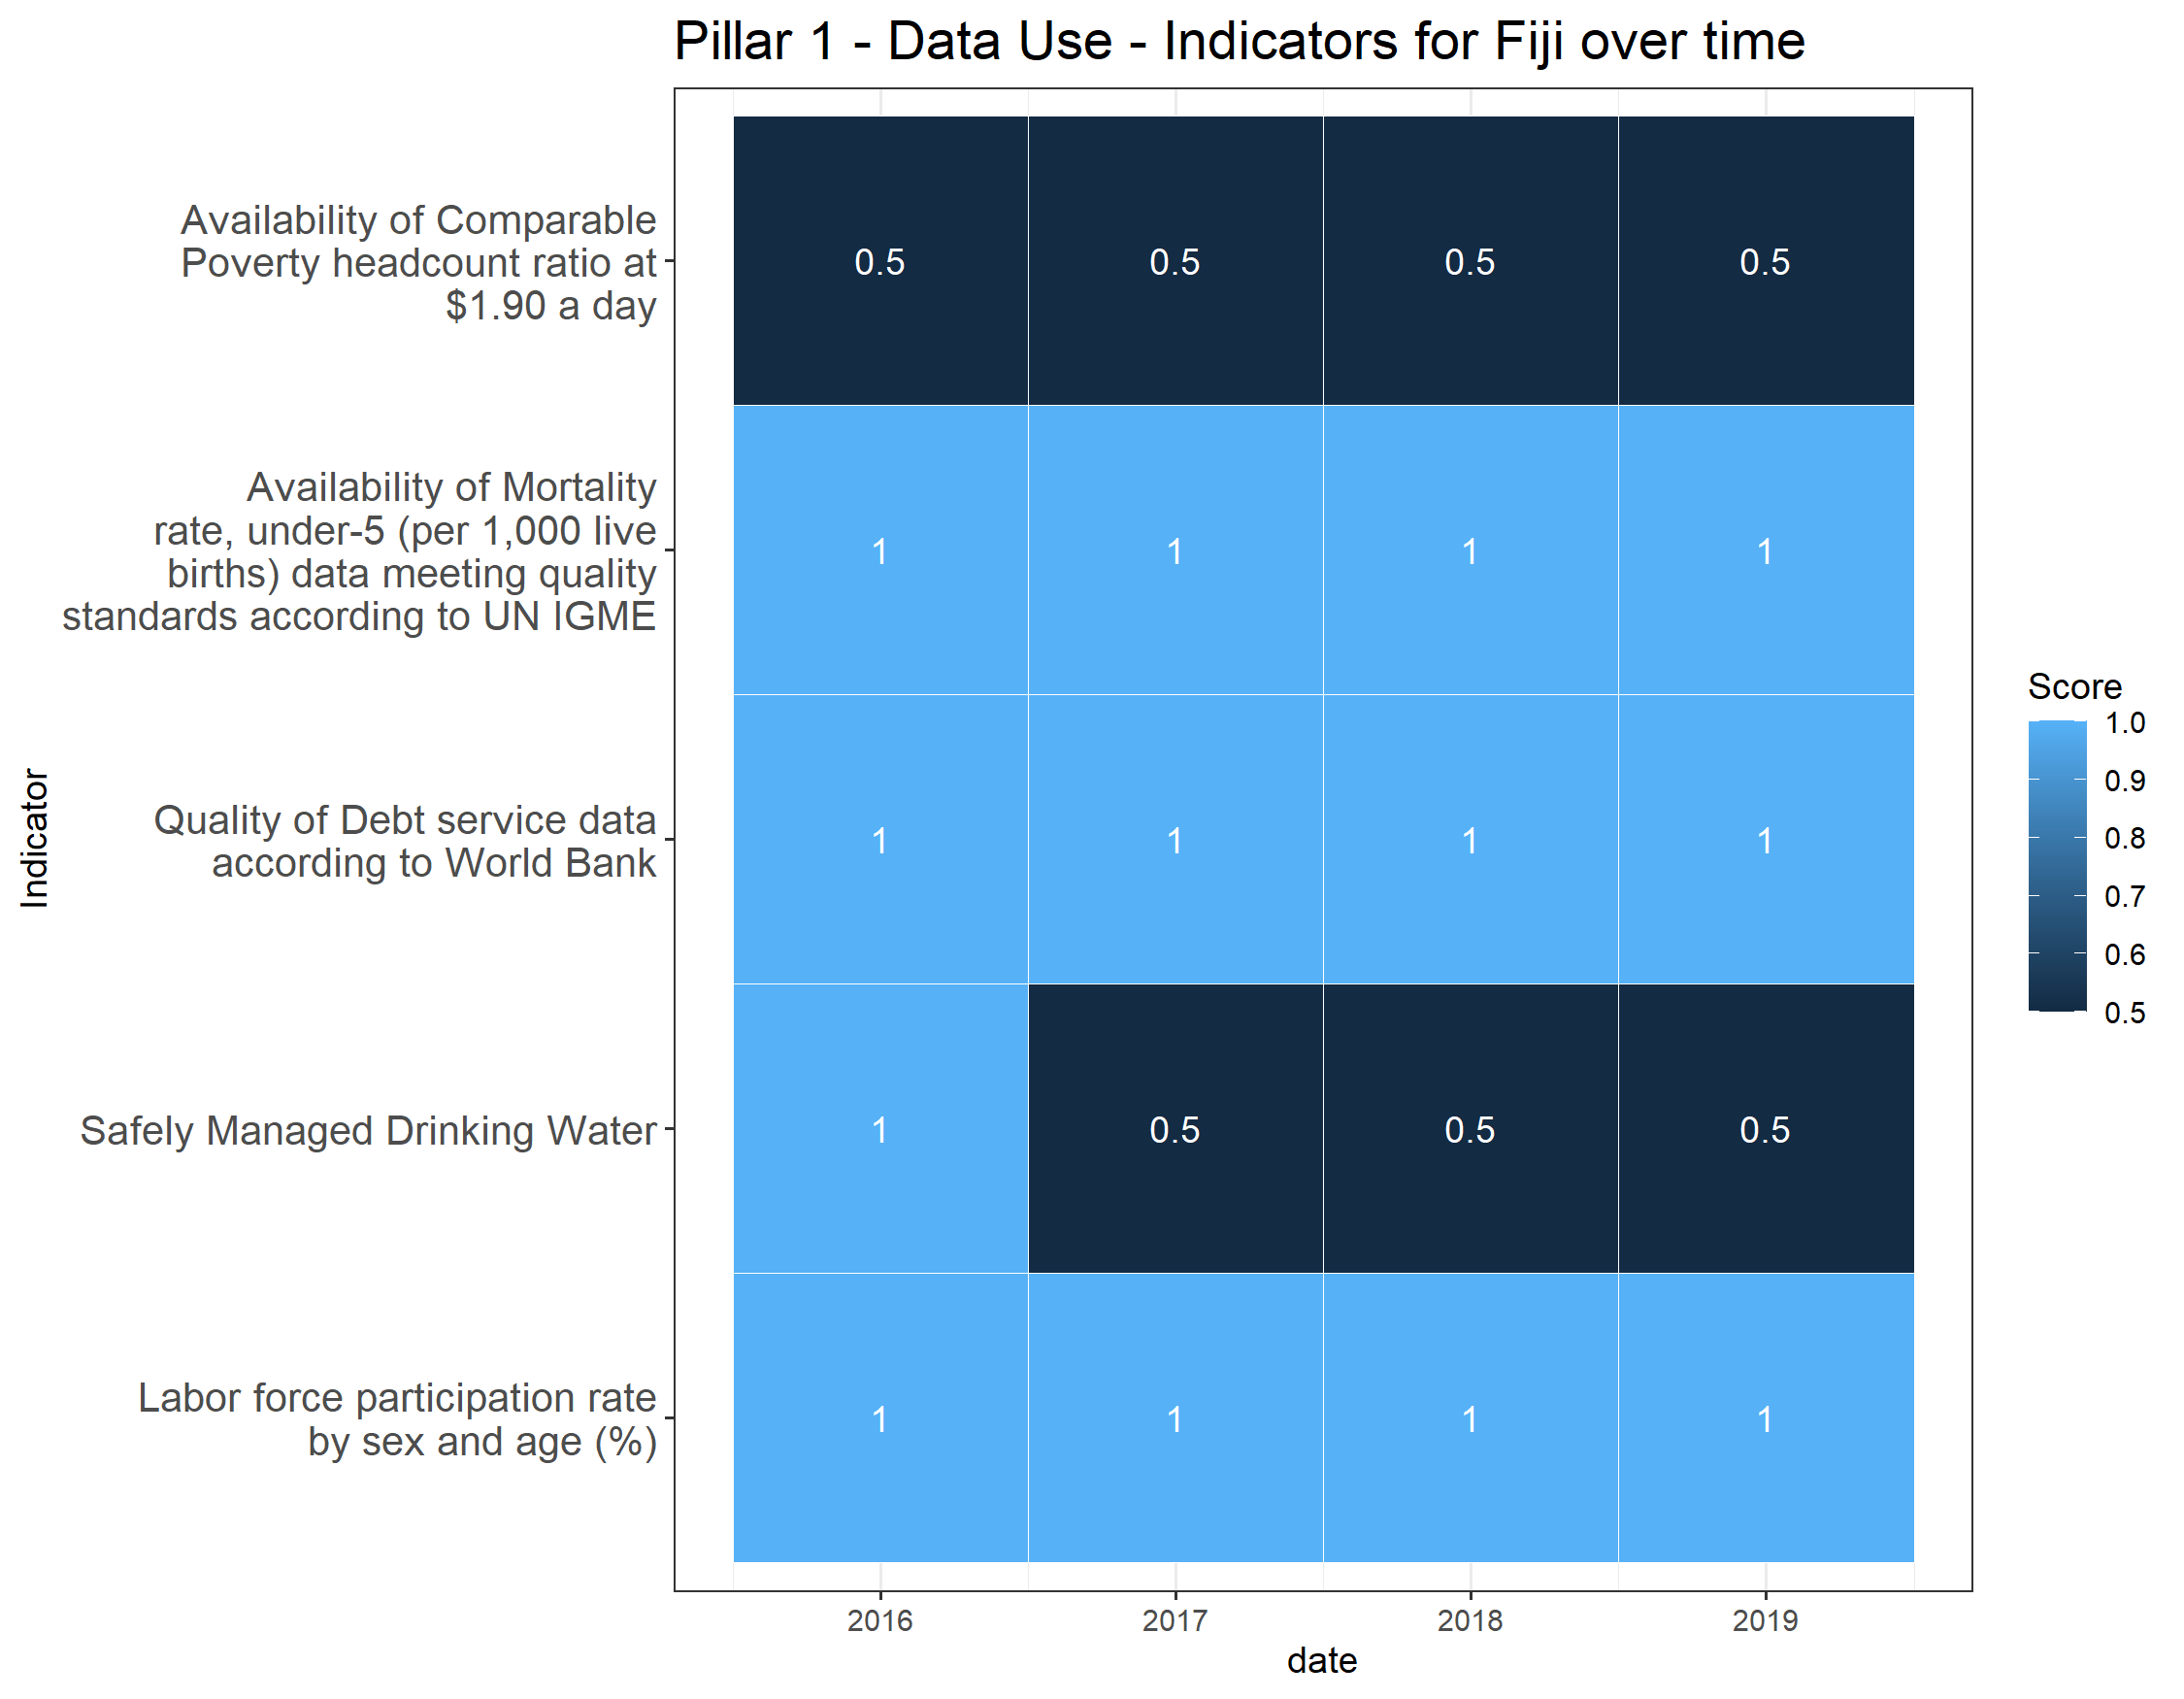 Pillar 1 - Data Use - Indicators for Fiji over time
Indicator
Availability of Comparable
Poverty headcount ratio at
$1.90 a day
0.5 0.5 0.5 0.5
Availability of Mortality
rate, under-5 (per 1,000 live
births) data meeting quality
standards according to UN IGME
1 1 1 1
Quality of Debt service data
according to World Bank
1 1 1 1
Safely Managed Drinking Water
1 0.5 0.5 0.5
Labor force participation rate
by sex and age (%)
1 1 1 1
2016 2017 2018 2019
date
Score
1.0
0.9
0.8
0.7
0.6
0.5